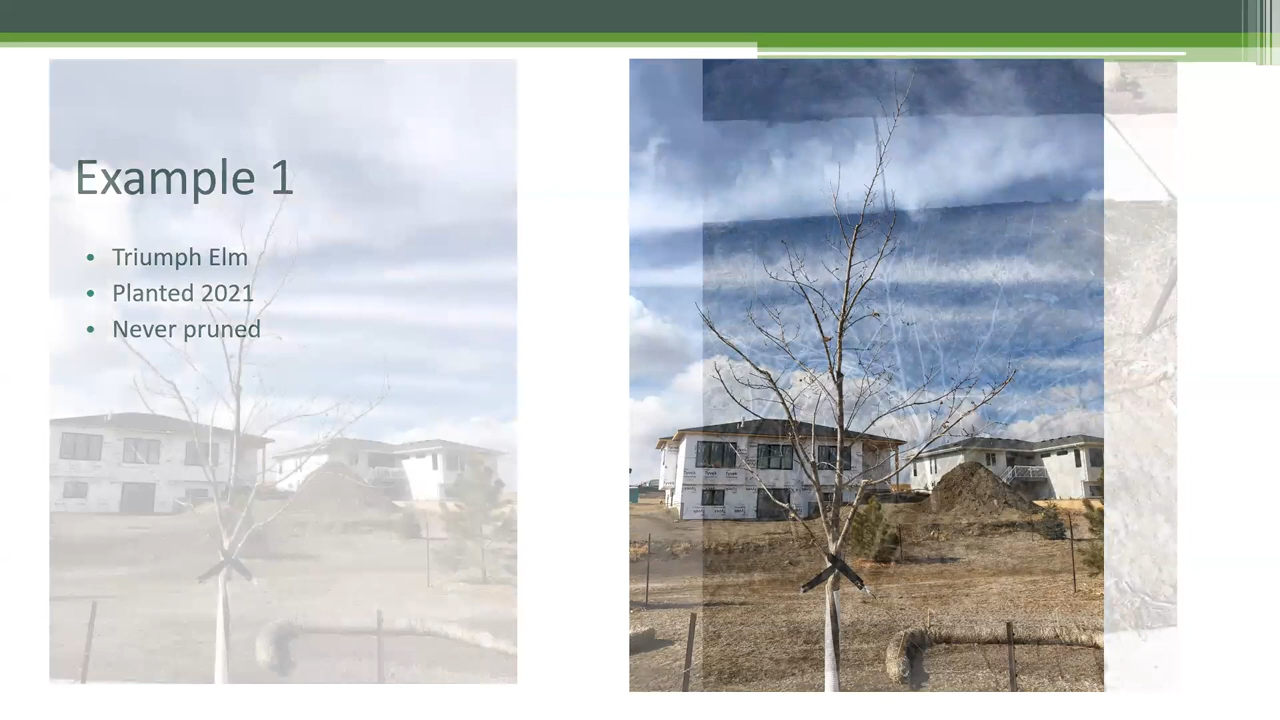 Example 1
• Triumph Elm
• Planted 2021
• Never pruned